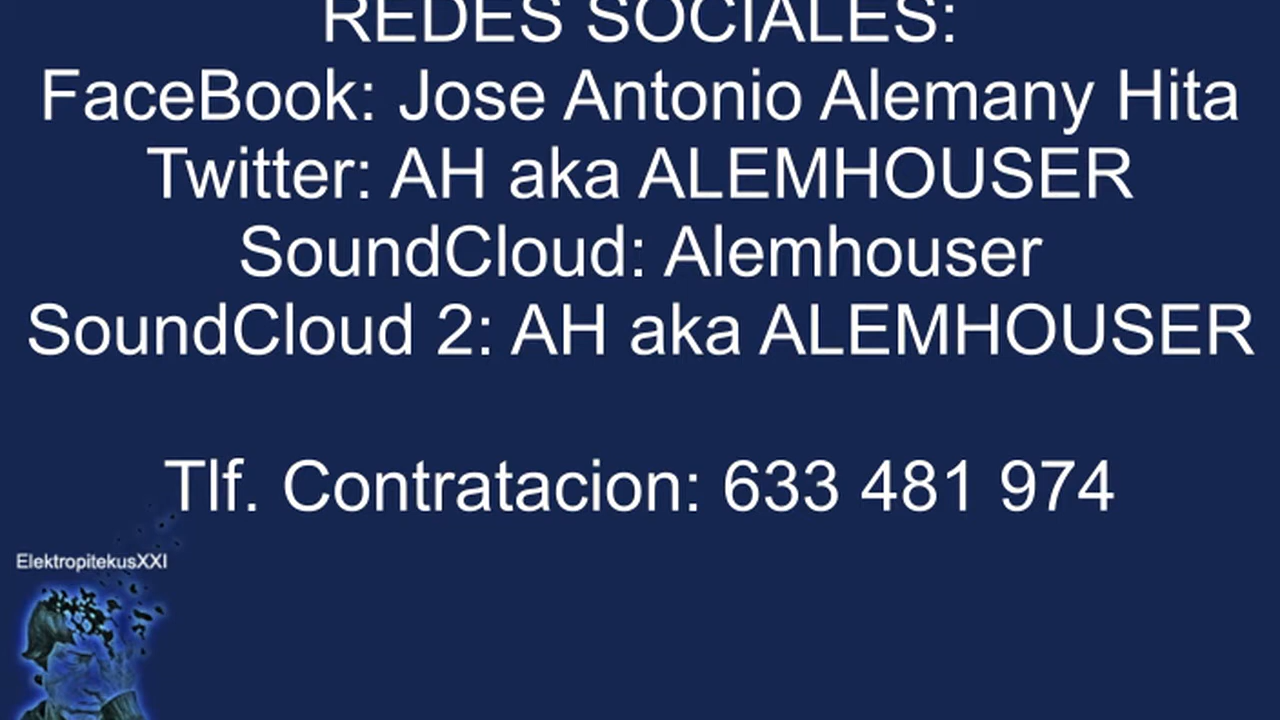 REDES SOCIALES:
FaceBook: Jose Antonio Alemany Hita
Twitter: AH aka ALEMHOUSER
SoundCloud: Alemhouser
SoundCloud 2: AH aka ALEMHOUSER
Tlf. Contratacion: 633 481 974
ElektropitekusXXI